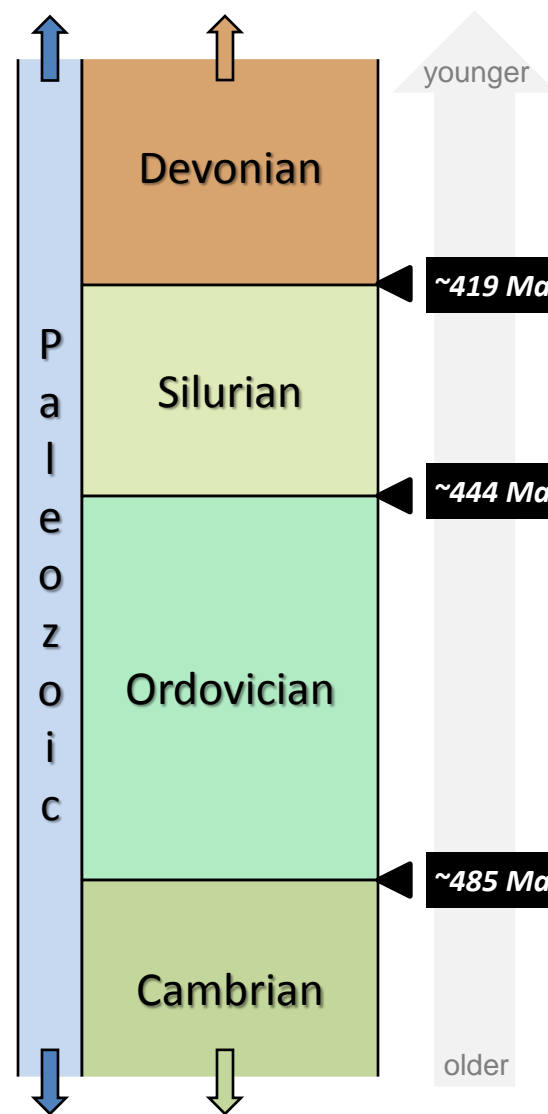 younger
Devonian
~419 Ma
Silurian
~444 Ma
Paleozoic
Ordovician
~485 Ma
Cambrian
older